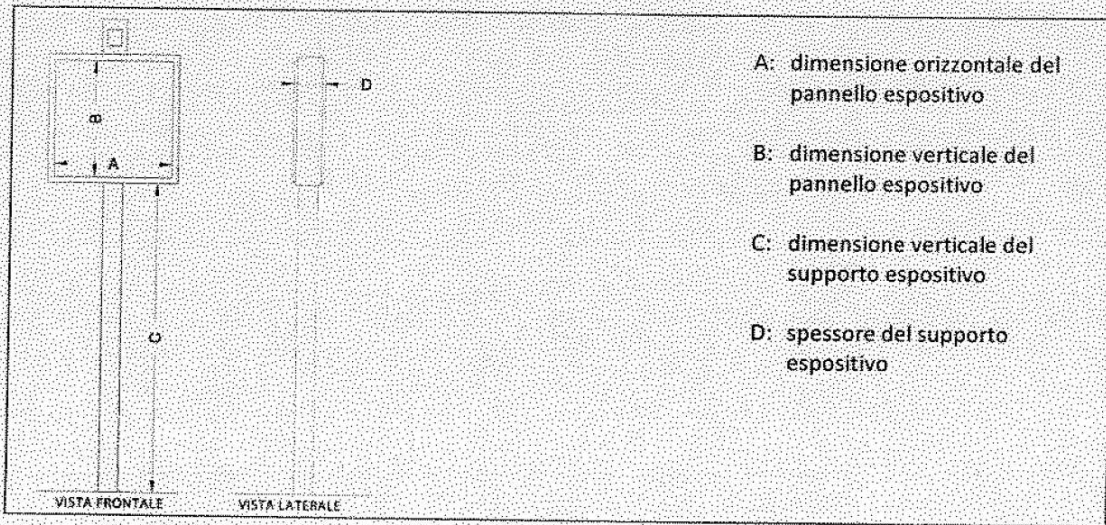 D
B
A
C
VISTA FRONTALE
VISTA LATERALE
A: dimensione orizzontale del
pannello espositivo
B: dimensione verticale del
pannello espositivo
C: dimensione verticale del
supporto espositivo
D: spessore del supporto
espositivo